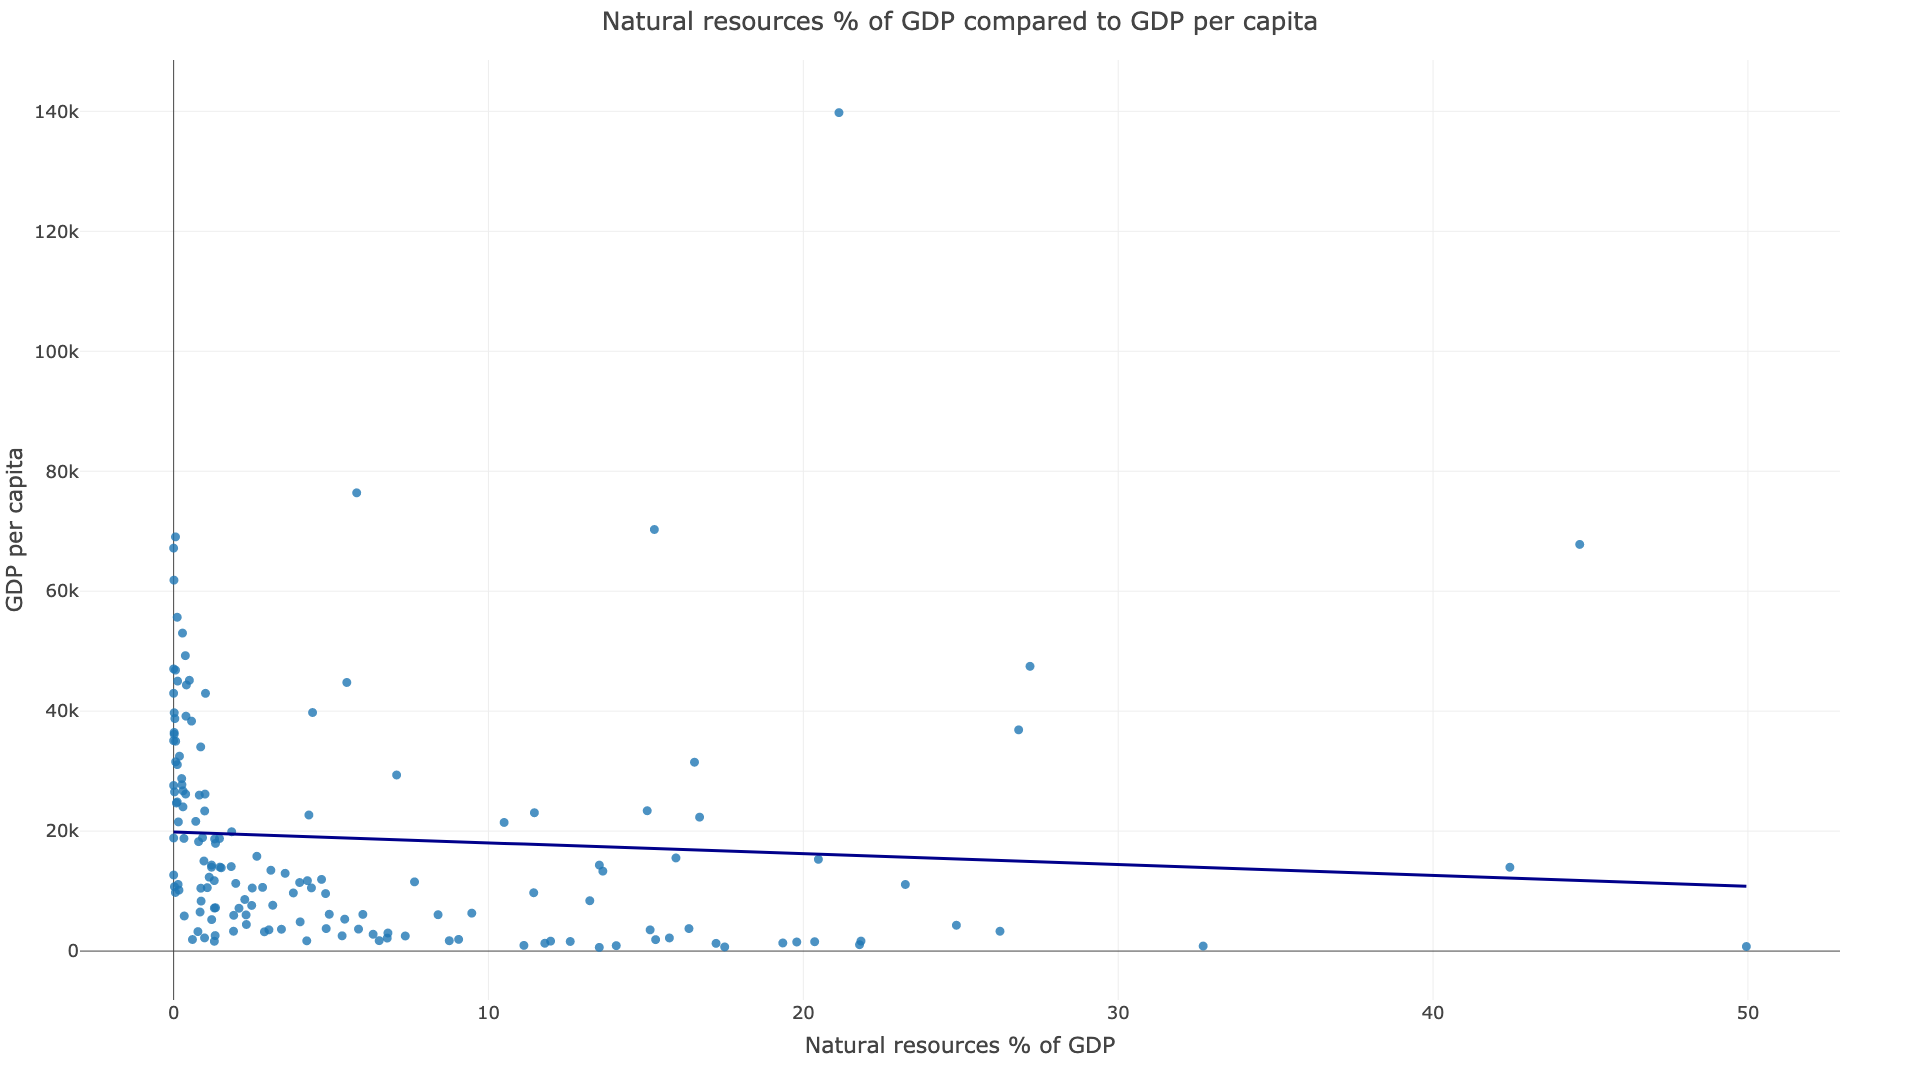 Natural resources % of GDP compared to GDP per capita
140k
120k
100k
80k
60k
40k
20k
0
GDP per capita
0 10 20 30 40 50
Natural resources % of GDP